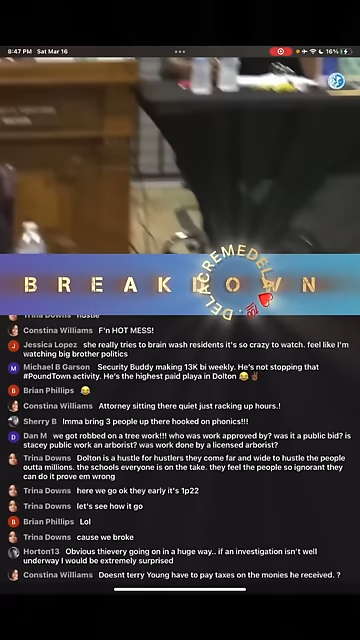 8:47 PM Sat Mar 16
16%
BREAKDOWN
DELACREMEDELA
Trina Downs hustle
Constina Williams F'n HOT MESS!
J Jessica Lopez she really tries to brain wash residents it's so crazy to watch. feel like I'm
watching big brother politics
M Michael B Garson Security Buddy making 13K bi weekly. He's not stopping that
#PoundTown activity. He's the highest paid playa in Dolton 😂✌🏾
B Brian Phillips 😂
Constina Williams Attorney sitting there quiet just racking up hours.!
Sherry B Imma bring 3 people up there hooked on phonics!!!
D Dan M we got robbed on a tree work!!! who was work approved by? was it a public bid? is
stacey public work an arborist? was work done by a licensed arborist?
Trina Downs Dolton is a hustle for hustlers they come far and wide to hustle the people
outta millions. the schools everyone is on the take. they feel the people so ignorant they
can do it prove em wrong
Trina Downs here we go ok they early it's 1p22
Trina Downs let's see how it go
B Brian Phillips Lol
Trina Downs cause we broke
Horton13 Obvious thievery going on in a huge way.. if an investigation isn't well
underway I would be extremely surprised
Constina Williams Doesnt terry Young have to pay taxes on the monies he received. ?